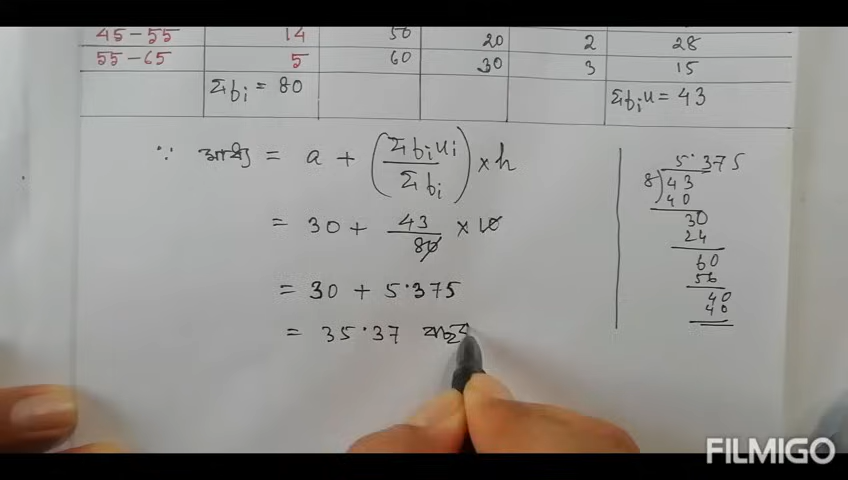 45-55 14 50 20 2 28
55-65 5 60 30 3 15
Σfi = 80 Σfiu = 43
∵ = a + (Σfiui / Σfi) × h
= 30 + 43/80 × 10
= 30 + 5.375
= 35.37
5.375
8)43
40
30
24
60
56
40
40
FILMIGO